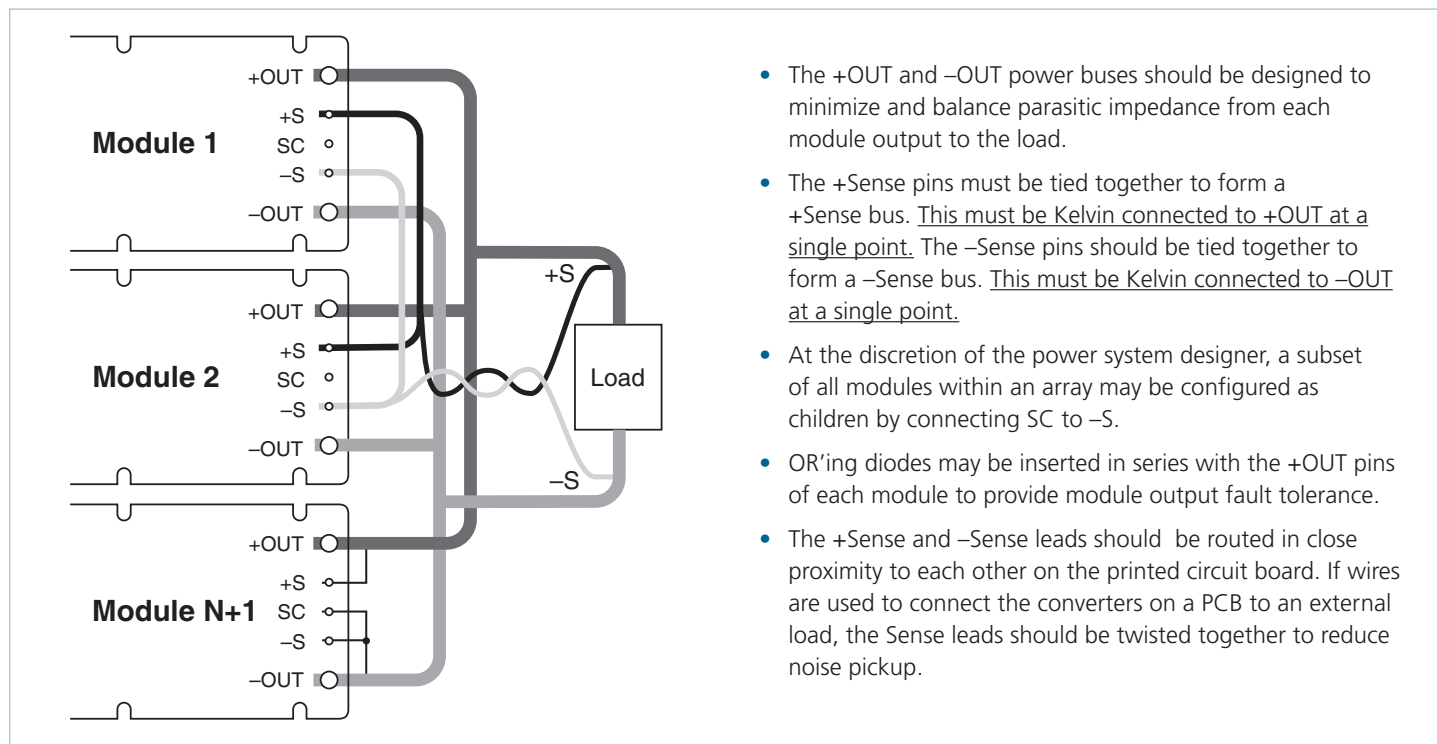 +OUT
+S
Module 1
SC
–S
–OUT
+OUT
+S
Module 2
SC
–S
–OUT
+OUT
+S
Module N+1
SC
–S
–OUT
+S
Load
–S
• The +OUT and –OUT power buses should be designed to
minimize and balance parasitic impedance from each
module output to the load.
• The +Sense pins must be tied together to form a
+Sense bus. This must be Kelvin connected to +OUT at a
single point. The –Sense pins should be tied together to
form a –Sense bus. This must be Kelvin connected to –OUT
at a single point.
• At the discretion of the power system designer, a subset
of all modules within an array may be configured as
children by connecting SC to –S.
• OR'ing diodes may be inserted in series with the +OUT pins
of each module to provide module output fault tolerance.
• The +Sense and –Sense leads should  be routed in close
proximity to each other on the printed circuit board. If wires
are used to connect the converters on a PCB to an external
load, the Sense leads should be twisted together to reduce
noise pickup.